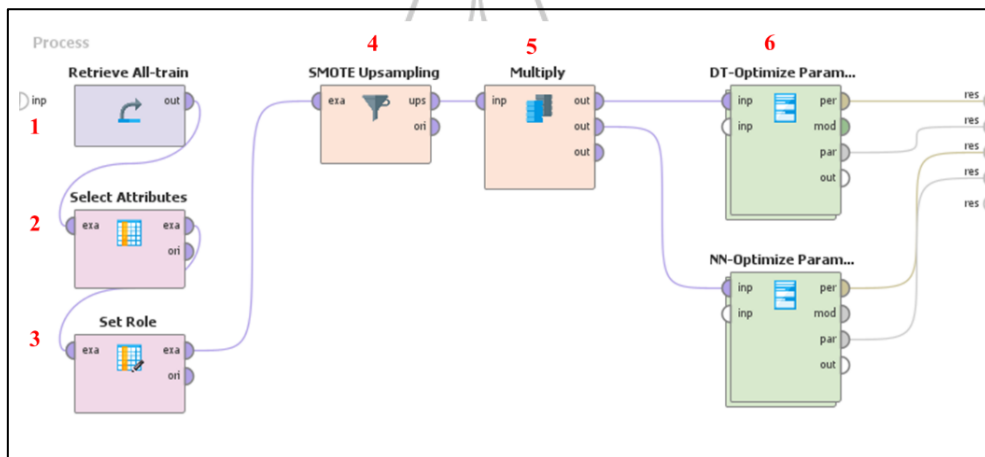 Process
inp
1
Retrieve All-train
out
2
Select Attributes
exa
exa
ori
3
Set Role
exa
exa
ori
4
SMOTE Upsampling
exa
ups
ori
5
Multiply
inp
out
out
out
6
DT-Optimize Param...
inp
inp
per
mod
par
out
NN-Optimize Param...
inp
inp
per
mod
par
out
res
res
res
res
res